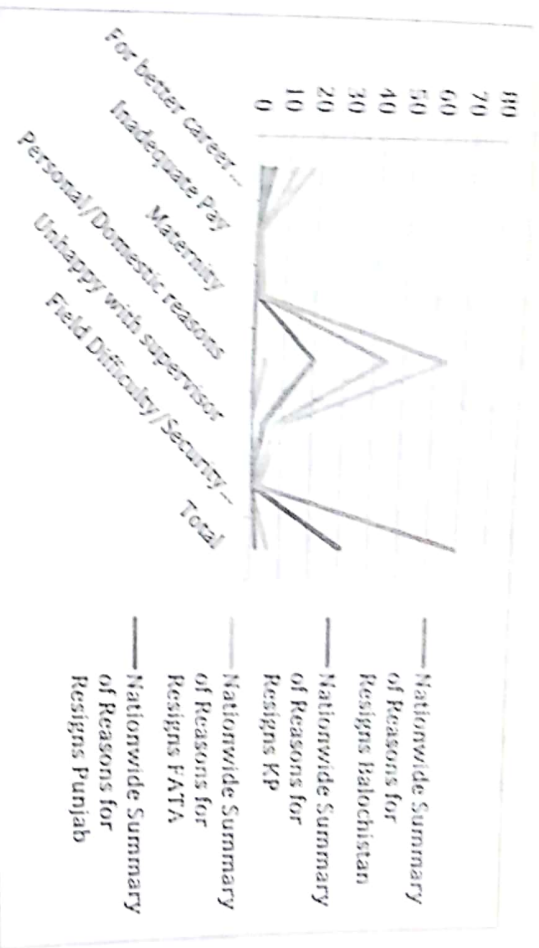 80
70
60
50
40
30
20
10
0
For better career...
Inadequate Pay
Maternity
Personal/Domestic reasons
Unhappy with supervisor
Field Difficulty/Security...
Total
Nationwide Summary
of Reasons for
Resigns Balochistan
Nationwide Summary
of Reasons for
Resigns KP
Nationwide Summary
of Reasons for
Resigns FATA
Nationwide Summary
of Reasons for
Resigns Punjab